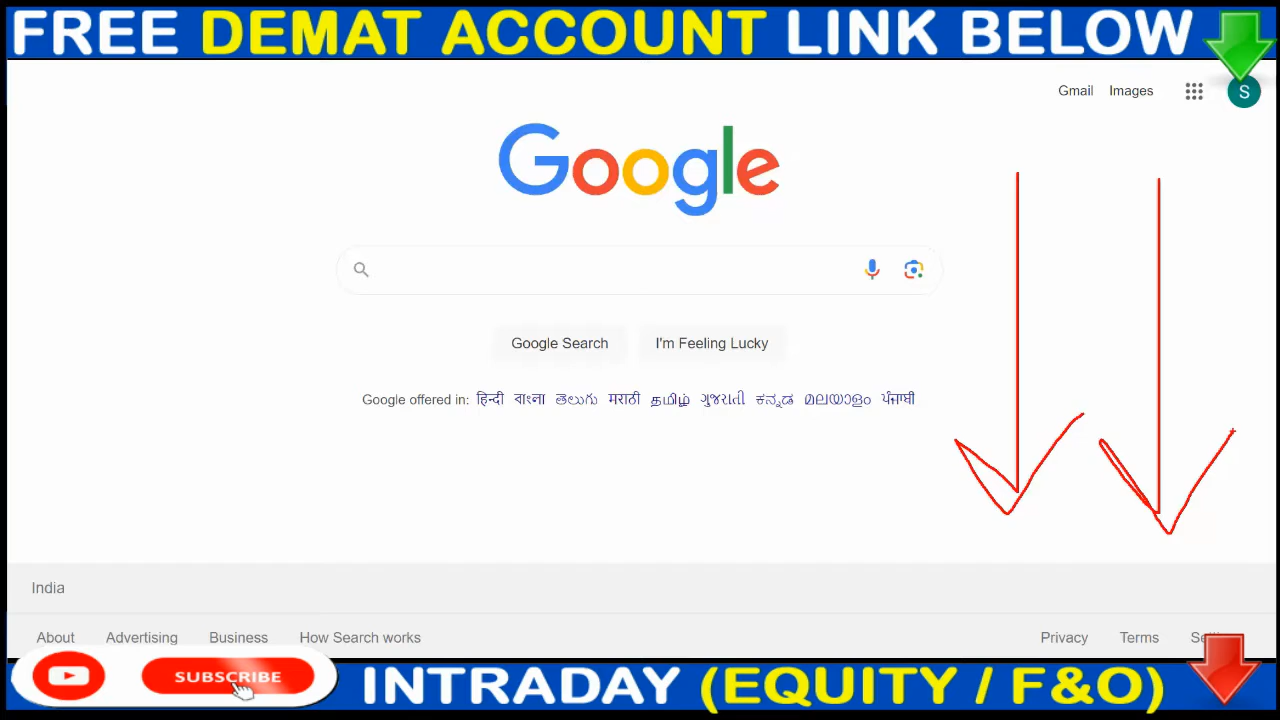 FREE DEMAT ACCOUNT LINK BELOW
Gmail Images S
Google
Google Search I'm Feeling Lucky
Google offered in: हिन्दी বাংলা తెలుగు मराठी தமிழ் ગુજરાતી ಕನ್ನಡ മലയാളം ਪੰਜਾਬੀ
India
About Advertising Business How Search works Privacy Terms
SUBSCRIBE INTRADAY (EQUITY / F&O)